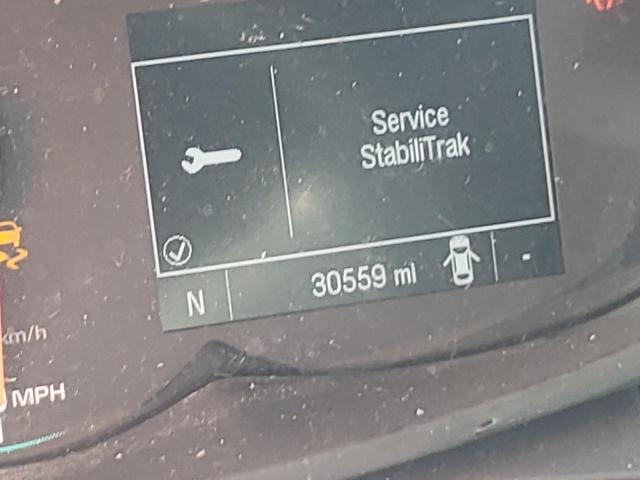 Service
StabiliTrak
N 30559 mi -
km/h
MPH